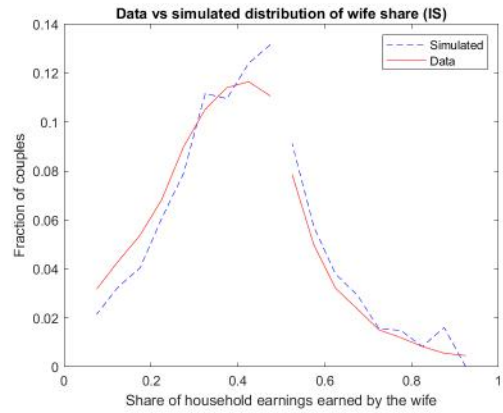 Data vs simulated distribution of wife share (IS)
0.14
0.12
0.1
0.08
0.06
0.04
0.02
0
Simulated
Data
Fraction of couples
0 0.2 0.4 0.6 0.8 1
Share of household earnings earned by the wife